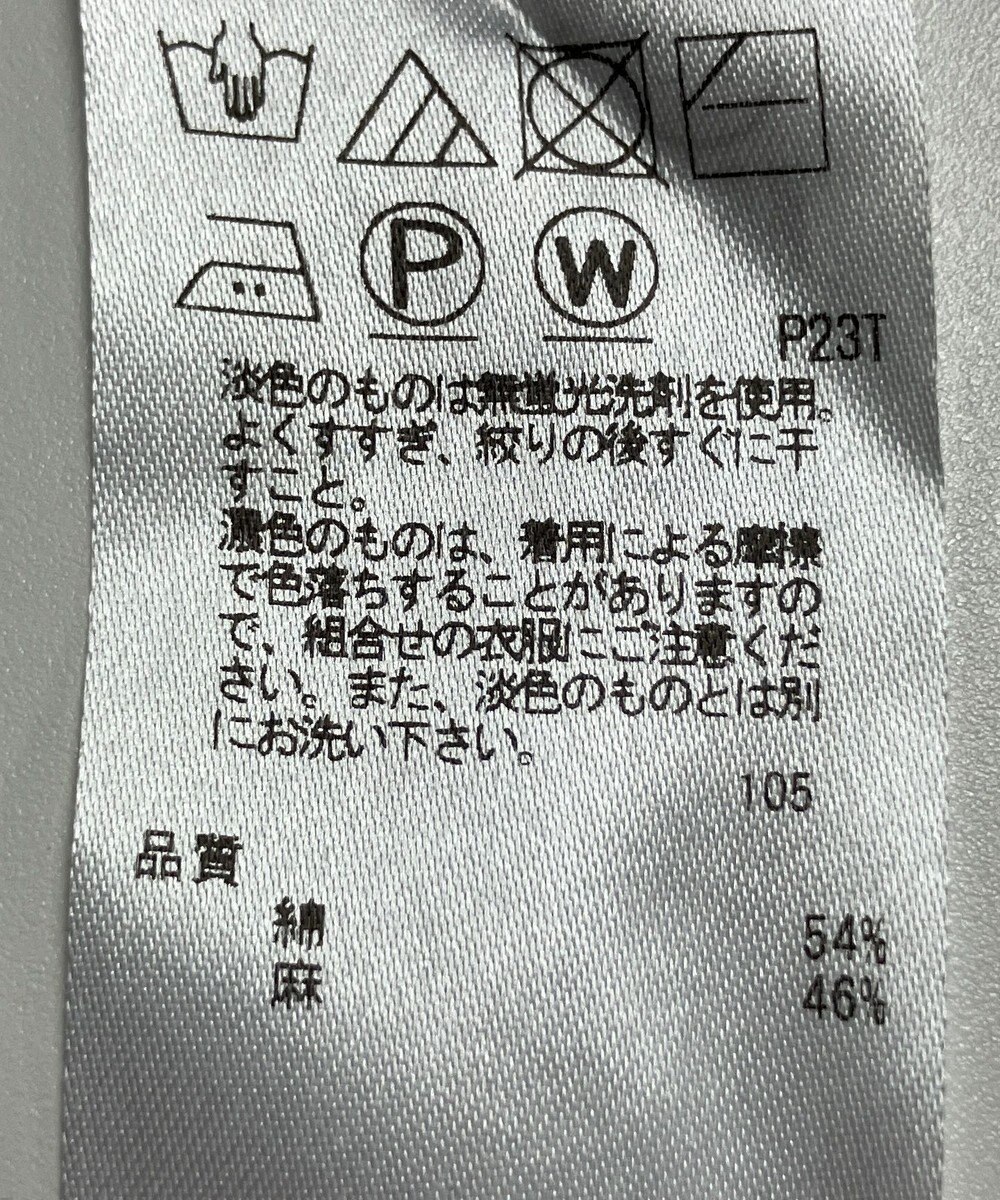 P W
P23T
淡色のものは無蛍光洗剤を使用。
よくすすぎ、絞りの後すぐに干
すこと。
濃色のものは、着用による摩擦
で色落ちすることがありますの
で、組合せの衣服にご注意くだ
さい。また、淡色のものとは別
にお洗い下さい。
105
品質
綿 54%
麻 46%